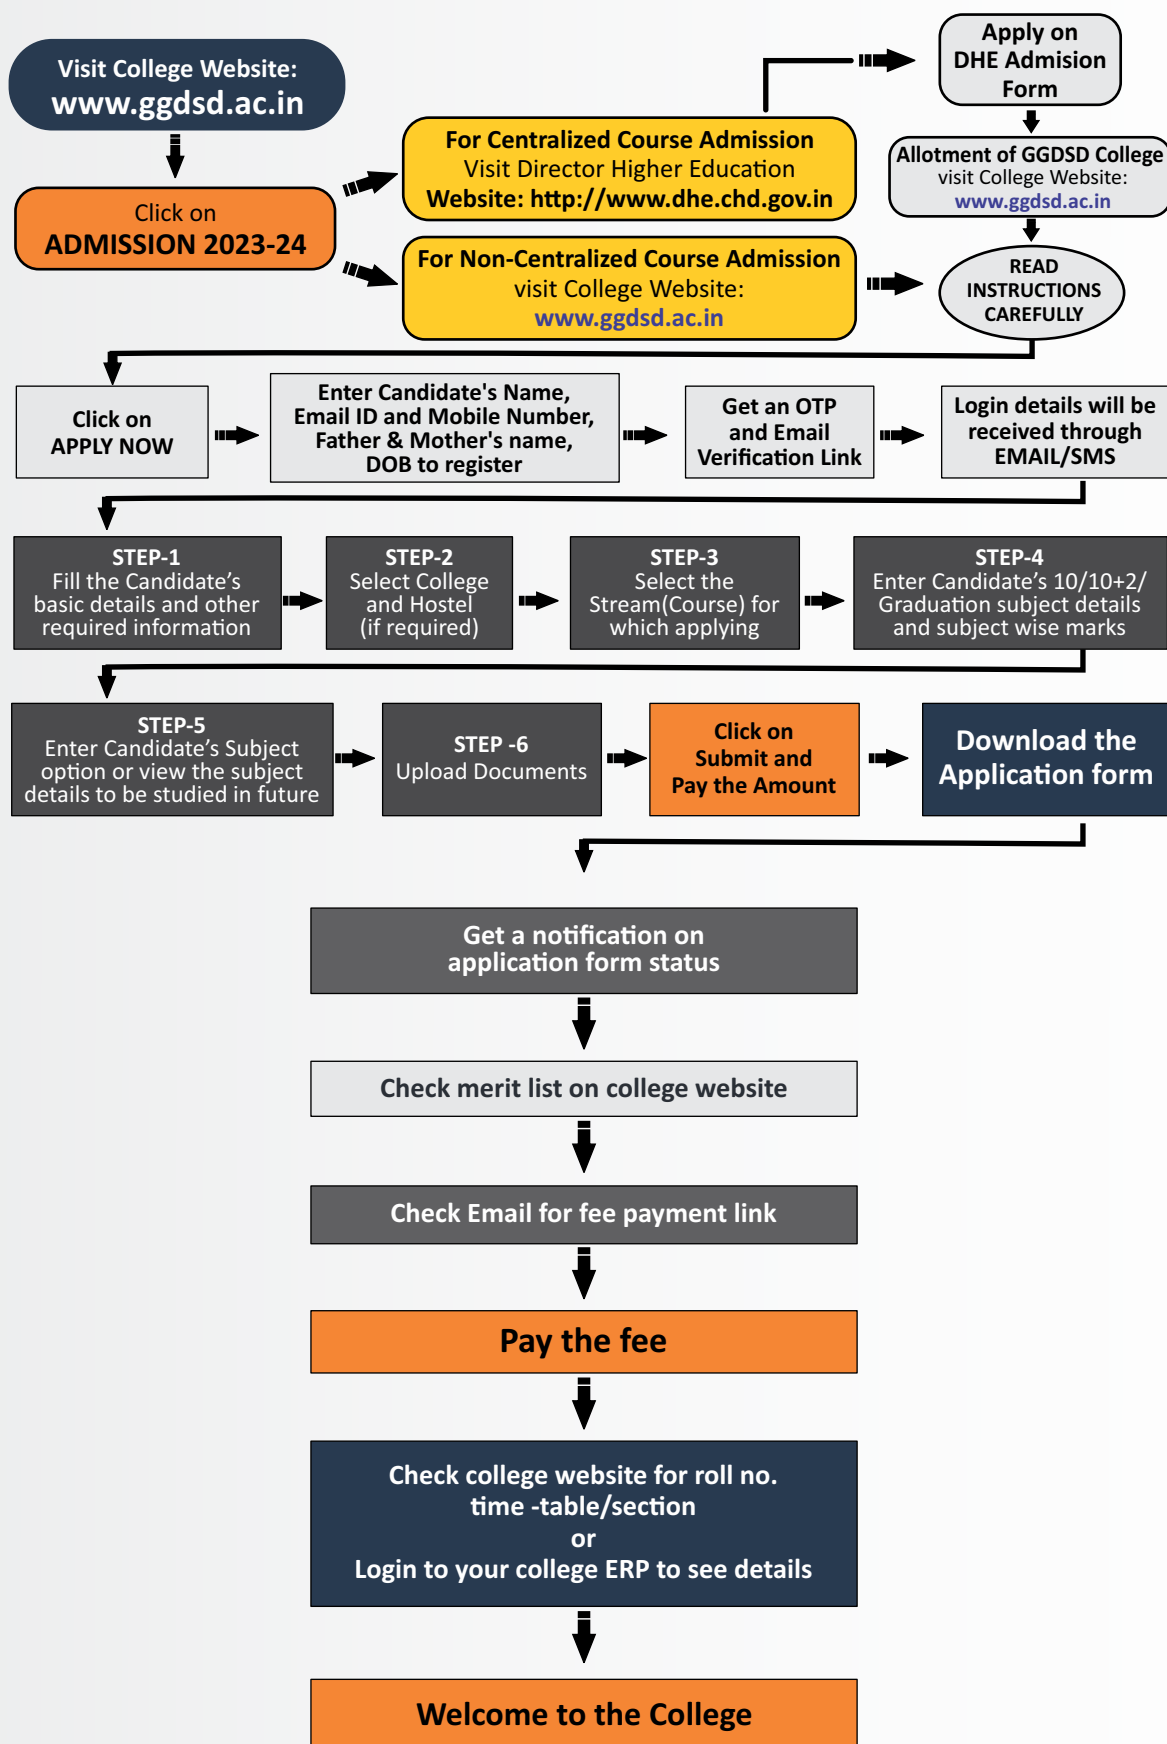 Visit College Website:
www.ggdsd.ac.in
Click on
ADMISSION 2023-24
For Centralized Course Admission
Visit Director Higher Education
Website: http://www.dhe.chd.gov.in
Apply on
DHE Admision
Form
Allotment of GGDSD College
visit College Website:
www.ggdsd.ac.in
For Non-Centralized Course Admission
visit College Website:
www.ggdsd.ac.in
READ
INSTRUCTIONS
CAREFULLY
Click on
APPLY NOW
Enter Candidate's Name,
Email ID and Mobile Number,
Father & Mother's name,
DOB to register
Get an OTP
and Email
Verification Link
Login details will be
received through
EMAIL/SMS
STEP-1
Fill the Candidate’s
basic details and other
required information
STEP-2
Select College
and Hostel
(if required)
STEP-3
Select the
Stream(Course) for
which applying
STEP-4
Enter Candidate’s 10/10+2/
Graduation subject details
and subject wise marks
STEP-5
Enter Candidate’s Subject
option or view the subject
details to be studied in future
STEP -6
Upload Documents
Click on
Submit and
Pay the Amount
Download the
Application form
Get a notification on
application form status
Check merit list on college website
Check Email for fee payment link
Pay the fee
Check college website for roll no.
time -table/section
or
Login to your college ERP to see details
Welcome to the College